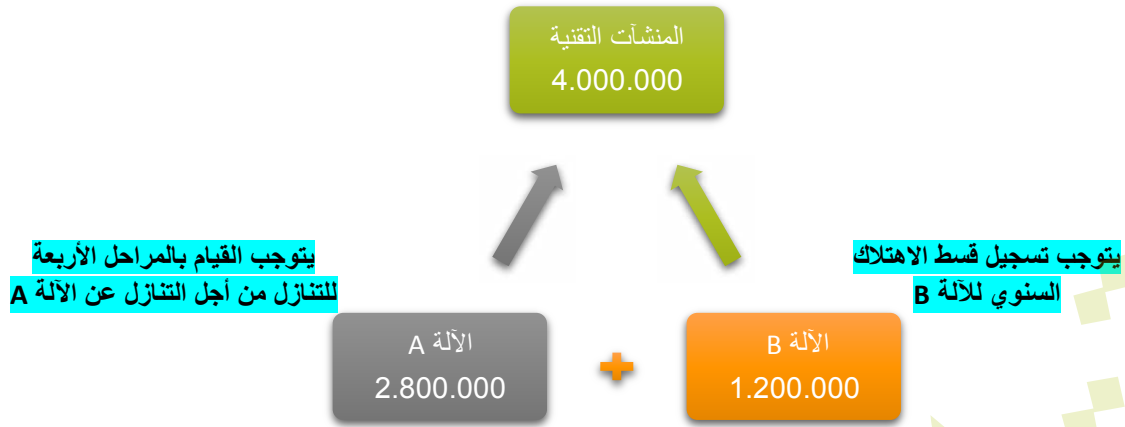 المنشآت التقنية
4.000.000
يتوجب تسجيل قسط الاهتلاك
السنوي للآلة B
يتوجب القيام بالمراحل الأربعة
للتنازل من أجل التنازل عن الآلة A
الآلة B
1.200.000
الآلة A
2.800.000